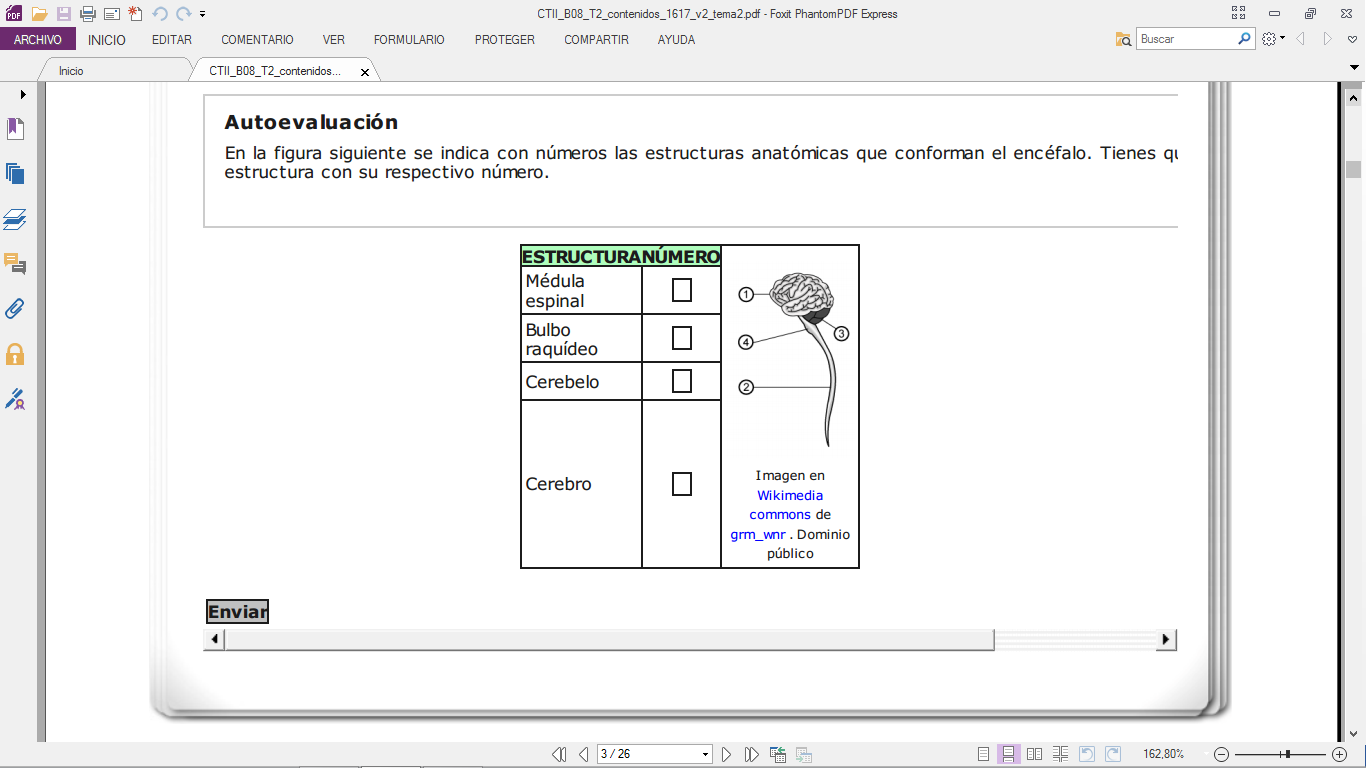 CTII_B08_T2_contenidos_1617_v2_tema2.pdf - Foxit PhantomPDF Express
ARCHIVO INICIO EDITAR COMENTARIO VER FORMULARIO PROTEGER COMPARTIR AYUDA Buscar
Inicio CTII_B08_T2_contenidos...
Autoevaluación
En la figura siguiente se indica con números las estructuras anatómicas que conforman el encéfalo. Tienes qu
estructura con su respectivo número.
ESTRUCTURA NÚMERO
Médula
espinal
Bulbo
raquídeo
Cerebelo
Cerebro
1
3
4
2
Imagen en
Wikimedia
commons de
grm_wnr . Dominio
público
Enviar
3 / 26 162,80%